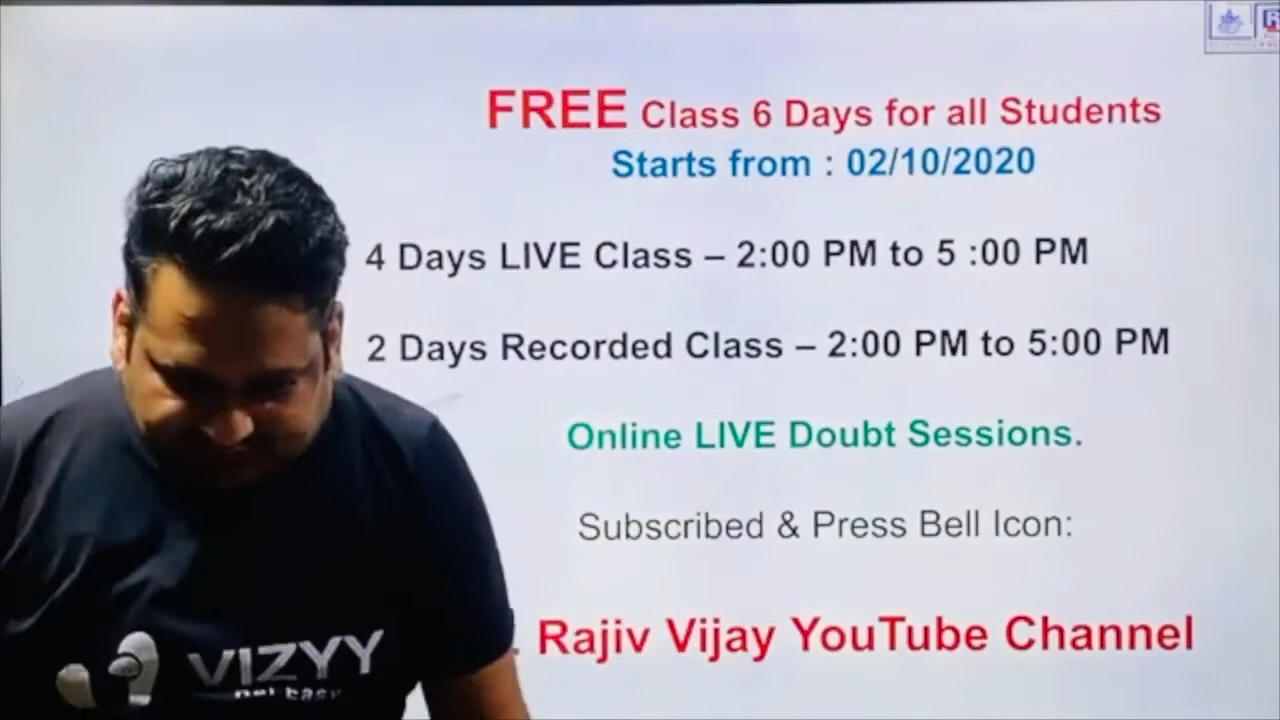 FREE Class 6 Days for all Students
Starts from : 02/10/2020
4 Days LIVE Class – 2:00 PM to 5 :00 PM
2 Days Recorded Class – 2:00 PM to 5:00 PM
Online LIVE Doubt Sessions.
Subscribed & Press Bell Icon:
. Rajiv Vijay YouTube Channel
VIZYY